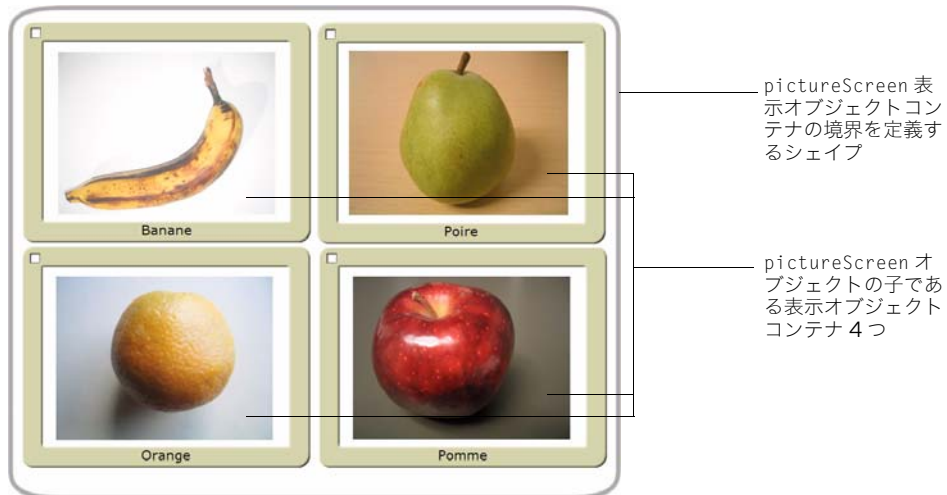 Banane
Poire
Orange
Pomme
pictureScreen 表
示オブジェクトコン
テナの境界を定義す
るシェイプ
pictureScreen オ
ブジェクトの子であ
る表示オブジェクト
コンテナ 4 つ